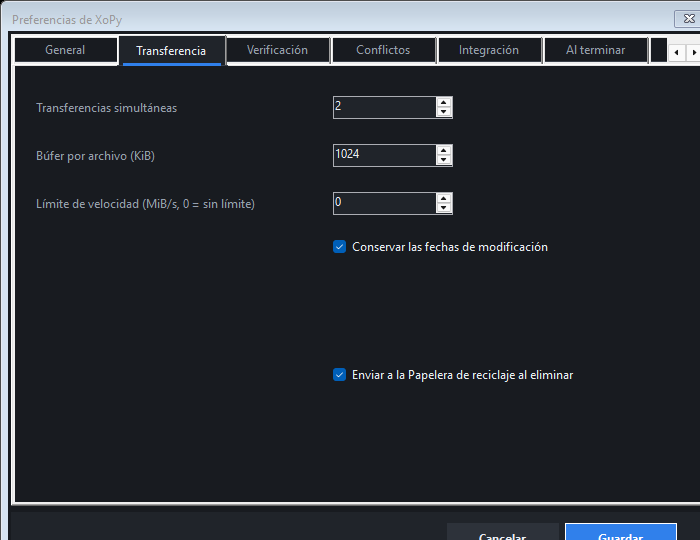 Preferencias de XoPy
General
Transferencia
Verificación
Conflictos
Integración
Al terminar
Transferencias simultáneas
2
Búfer por archivo (KiB)
1024
Límite de velocidad (MiB/s, 0 = sin límite)
0
Conservar las fechas de modificación
Enviar a la Papelera de reciclaje al eliminar
Cancelar
Guardar